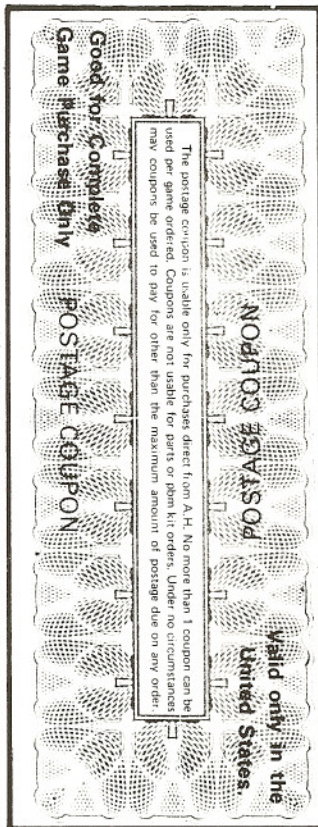 POSTAGE COUPON
Valid only in the
United States.
The postage coupon is usable only for purchases direct from A.H. No more than 1 coupon can be
used per game ordered. Coupons are not usable for parts or pbm kit orders. Under no circumstances
may coupons be used to pay for other than the maximum amount of postage due on any order.
Good for Complete
Game Purchase Only
POSTAGE COUPON